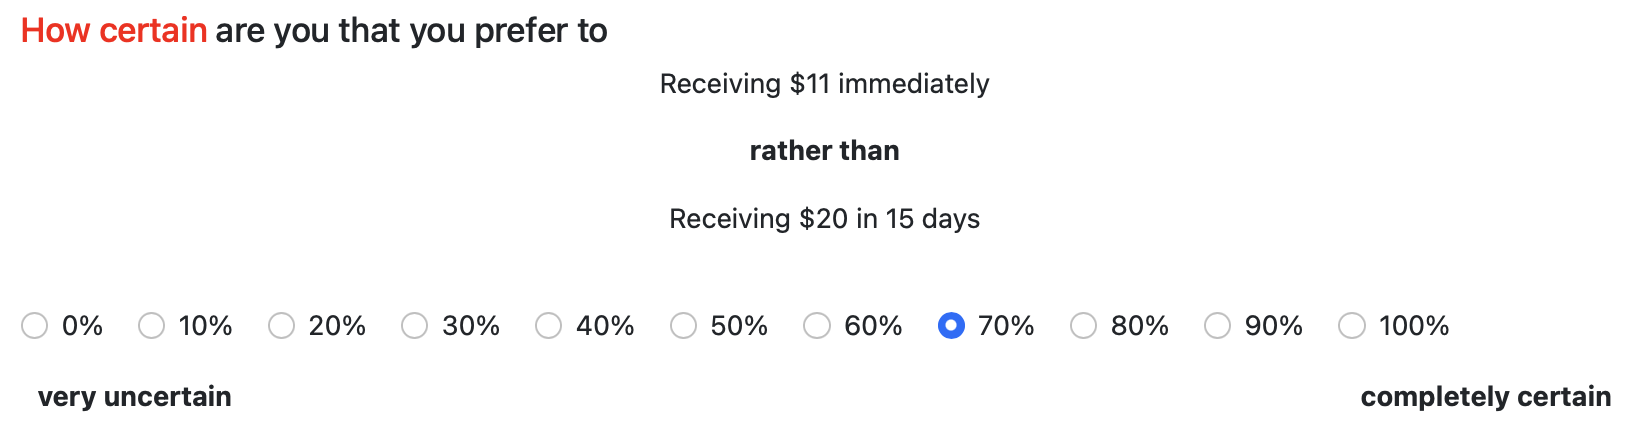 How certain are you that you prefer to
Receiving $11 immediately
rather than
Receiving $20 in 15 days
0% 10% 20% 30% 40% 50% 60% 70% 80% 90% 100%
very uncertain completely certain